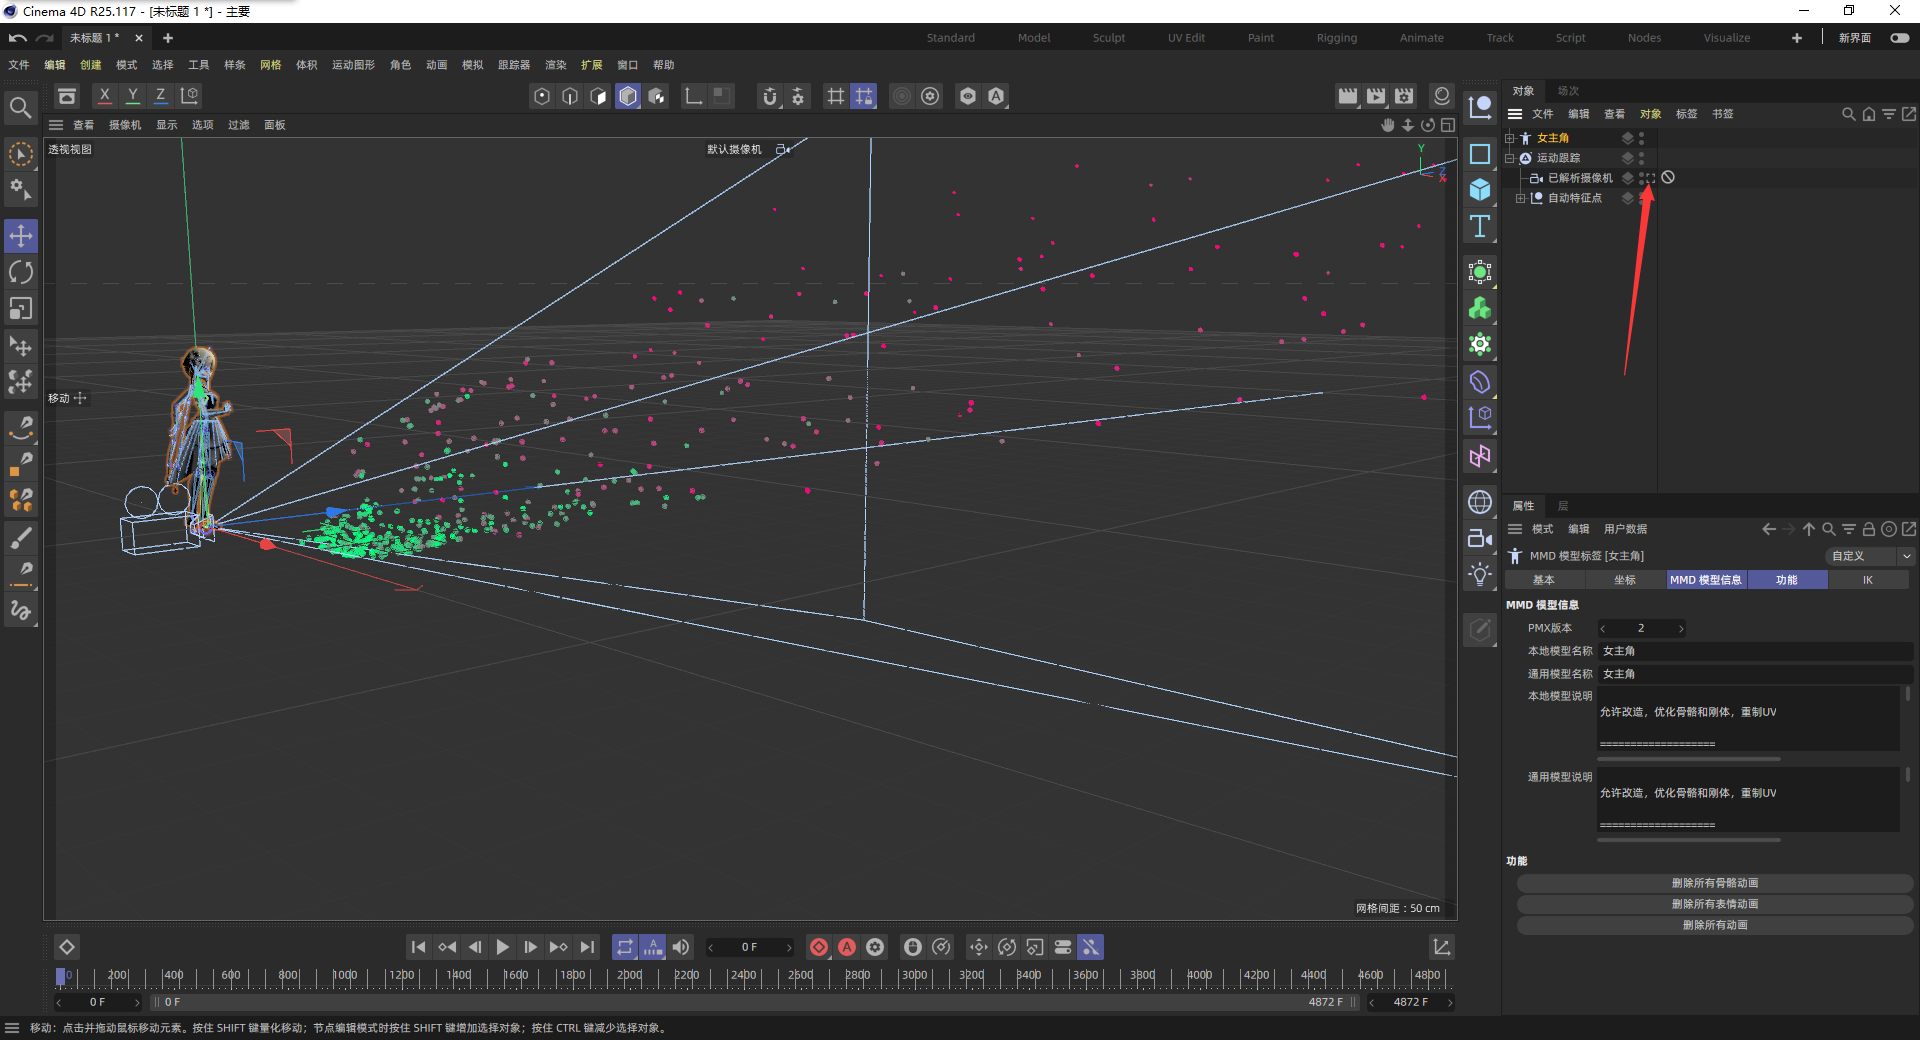 Cinema 4D R25.117 - [未标题 1 *] - 主要
未标题 1 *
Standard Model Sculpt UV Edit Paint Rigging Animate Track Script Nodes Visualize 新界面
文件 编辑 创建 模式 选择 工具 样条 网格 体积 运动图形 角色 动画 模拟 跟踪器 渲染 扩展 窗口 帮助
X Y Z
查看 摄像机 显示 选项 过滤 面板
透视视图
默认摄像机
Y
Z
X
移动
网格间距 : 50 cm
对象 场次
文件 编辑 查看 对象 标签 书签
女主角
运动跟踪
已解析摄像机
自动特征点
属性 层
模式 编辑 用户数据
MMD 模型标签 [女主角]
自定义
基本 坐标 MMD 模型信息 功能 IK
MMD 模型信息
PMX版本 2
本地模型名称 女主角
通用模型名称 女主角
本地模型说明
允许改造，优化骨骼和刚体，重制UV
===================
通用模型说明
允许改造，优化骨骼和刚体，重制UV
===================
功能
删除所有骨骼动画
删除所有表情动画
删除所有动画
0 F
0 200 400 600 800 1000 1200 1400 1600 1800 2000 2200 2400 2600 2800 3000 3200 3400 3600 3800 4000 4200 4400 4600 4800
0 F 0 F 4872 F 4872 F
移动：点击并拖动鼠标移动元素。按住 SHIFT 键量化移动；节点编辑模式时按住 SHIFT 键增加选择对象；按住 CTRL 键减少选择对象。